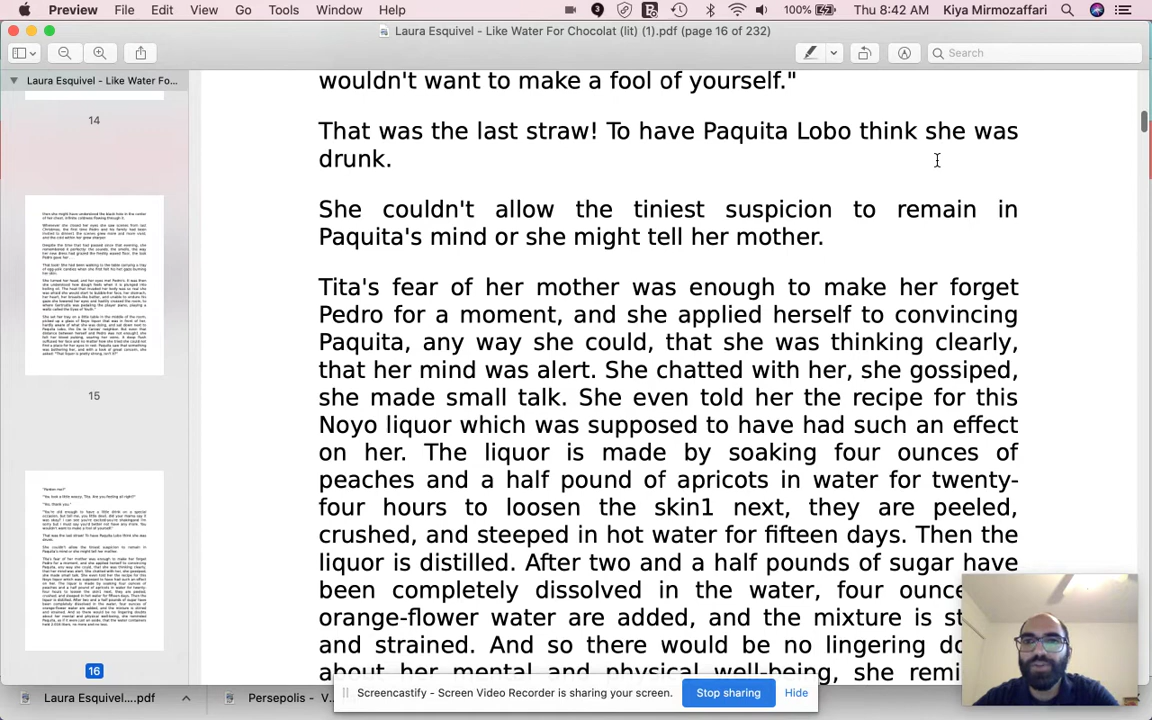 Preview File Edit View Go Tools Window Help 3 100% Thu 8:42 AM Kiya Mirmozaffari
Laura Esquivel - Like Water For Chocolat (lit) (1).pdf (page 16 of 232)
Search
Laura Esquivel - Like Water Fo...
14
15
16
wouldn't want to make a fool of yourself."
That was the last straw! To have Paquita Lobo think she was
drunk.
She couldn't allow the tiniest suspicion to remain in
Paquita's mind or she might tell her mother.
Tita's fear of her mother was enough to make her forget
Pedro for a moment, and she applied herself to convincing
Paquita, any way she could, that she was thinking clearly,
that her mind was alert. She chatted with her, she gossiped,
she made small talk. She even told her the recipe for this
Noyo liquor which was supposed to have had such an effect
on her. The liquor is made by soaking four ounces of
peaches and a half pound of apricots in water for twenty-
four hours to loosen the skin1 next, they are peeled,
crushed, and steeped in hot water for fifteen days. Then the
liquor is distilled. After two and a half pounds of sugar have
been completely dissolved in the water, four
orange-flower water are added, and the mixture is
and strained. And so there would be no lingering
about her mental and physical well-being, she
Laura Esquivel....pdf
Persepolis - V...
Screencastify - Screen Video Recorder is sharing your screen. Stop sharing Hide